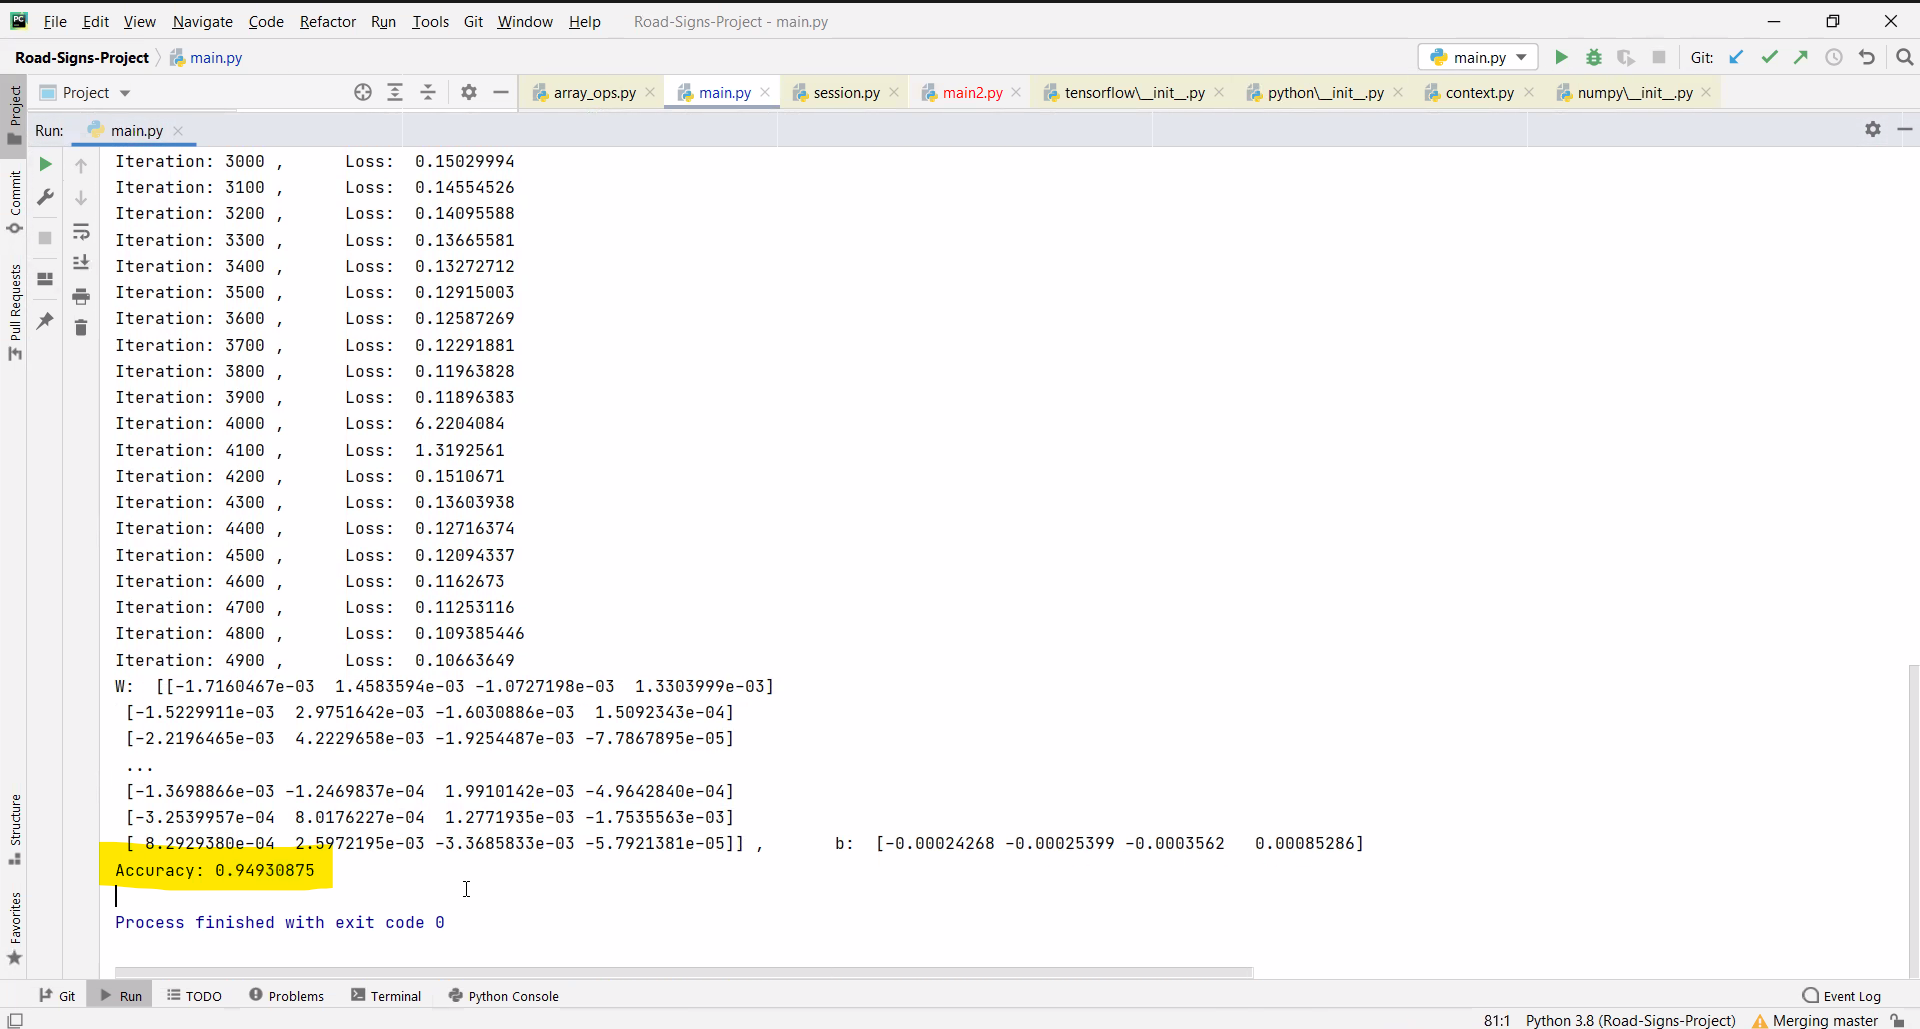 File Edit View Navigate Code Refactor Run Tools Git Window Help Road-Signs-Project - main.py
Road-Signs-Project main.py main.py Git:
Project array_ops.py main.py session.py main2.py tensorflow\__init__.py python\__init__.py context.py numpy\__init__.py
Run: main.py
Project
Commit
Pull Requests
Structure
Favorites
Iteration: 3000 , Loss: 0.15029994
Iteration: 3100 , Loss: 0.14554526
Iteration: 3200 , Loss: 0.14095588
Iteration: 3300 , Loss: 0.13665581
Iteration: 3400 , Loss: 0.13272712
Iteration: 3500 , Loss: 0.12915003
Iteration: 3600 , Loss: 0.12587269
Iteration: 3700 , Loss: 0.12291881
Iteration: 3800 , Loss: 0.11963828
Iteration: 3900 , Loss: 0.11896383
Iteration: 4000 , Loss: 6.2204084
Iteration: 4100 , Loss: 1.3192561
Iteration: 4200 , Loss: 0.1510671
Iteration: 4300 , Loss: 0.13603938
Iteration: 4400 , Loss: 0.12716374
Iteration: 4500 , Loss: 0.12094337
Iteration: 4600 , Loss: 0.1162673
Iteration: 4700 , Loss: 0.11253116
Iteration: 4800 , Loss: 0.109385446
Iteration: 4900 , Loss: 0.10663649
W: [[-1.7160467e-03 1.4583594e-03 -1.0727198e-03 1.3303999e-03]
[-1.5229911e-03 2.9751642e-03 -1.6030886e-03 1.5092343e-04]
[-2.2196465e-03 4.2229658e-03 -1.9254487e-03 -7.7867895e-05]
...
[-1.3698866e-03 -1.2469837e-04 1.9910142e-03 -4.9642840e-04]
[-3.2539957e-04 8.0176227e-04 1.2771935e-03 -1.7535563e-03]
[ 8.2929380e-04 2.5972195e-03 -3.3685833e-03 -5.7921381e-05]] , b: [-0.00024268 -0.00025399 -0.0003562 0.00085286]
Accuracy: 0.94930875
Process finished with exit code 0
Git Run TODO Problems Terminal Python Console Event Log
81:1 Python 3.8 (Road-Signs-Project) Merging master